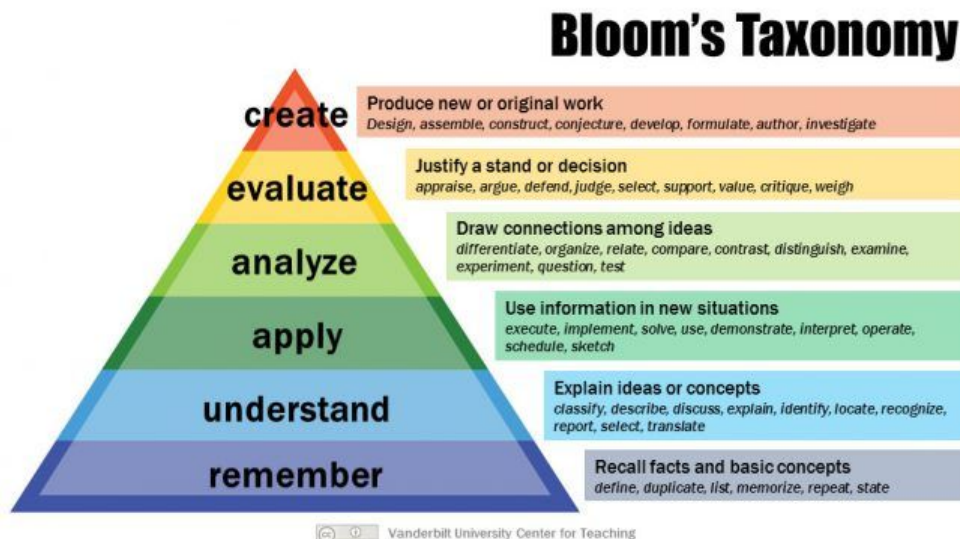 Bloom's Taxonomy
create
Produce new or original work
Design, assemble, construct, conjecture, develop, formulate, author, investigate
evaluate
Justify a stand or decision
appraise, argue, defend, judge, select, support, value, critique, weigh
analyze
Draw connections among ideas
differentiate, organize, relate, compare, contrast, distinguish, examine,
experiment, question, test
apply
Use information in new situations
execute, implement, solve, use, demonstrate, interpret, operate,
schedule, sketch
understand
Explain ideas or concepts
classify, describe, discuss, explain, identify, locate, recognize,
report, select, translate
remember
Recall facts and basic concepts
define, duplicate, list, memorize, repeat, state
cc
Vanderbilt University Center for Teaching